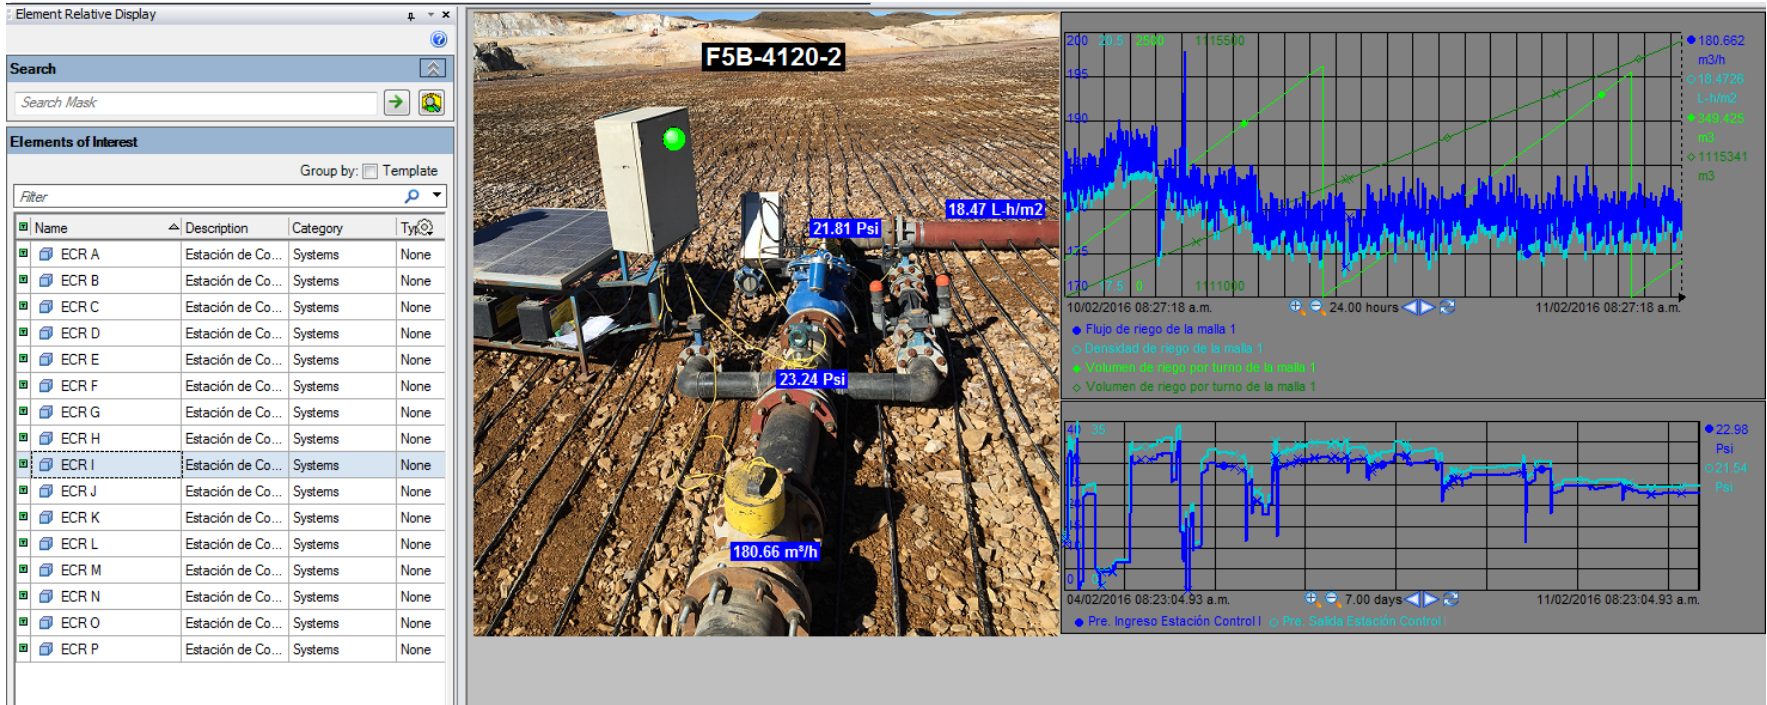 Element Relative Display
Search
Search Mask
Elements of Interest
Group by: Template
Filter
Name Description Category Typ
ECR A Estación de Co... Systems None
ECR B Estación de Co... Systems None
ECR C Estación de Co... Systems None
ECR D Estación de Co... Systems None
ECR E Estación de Co... Systems None
ECR F Estación de Co... Systems None
ECR G Estación de Co... Systems None
ECR H Estación de Co... Systems None
ECR I Estación de Co... Systems None
ECR J Estación de Co... Systems None
ECR K Estación de Co... Systems None
ECR L Estación de Co... Systems None
ECR M Estación de Co... Systems None
ECR N Estación de Co... Systems None
ECR O Estación de Co... Systems None
ECR P Estación de Co... Systems None
F5B-4120-2
18.47 L-h/m2
21.81 Psi
23.24 Psi
180.66 m³/h
200 20.5 2500 1115500
195
190
175
170 17.5 0 1111000
180.662
m3/h
18.4726
L-h/m2
349.425
m3
1115341
m3
10/02/2016 08:27:18 a.m. 24.00 hours 11/02/2016 08:27:18 a.m.
Flujo de riego de la malla 1
Densidad de riego de la malla 1
Volumen de riego por turno de la malla 1
Volumen de riego por turno de la malla 1
40 35
0
22.98
Psi
21.54
Psi
04/02/2016 08:23:04.93 a.m. 7.00 days 11/02/2016 08:23:04.93 a.m.
Pre. Ingreso Estación Control I Pre. Salida Estación Control I